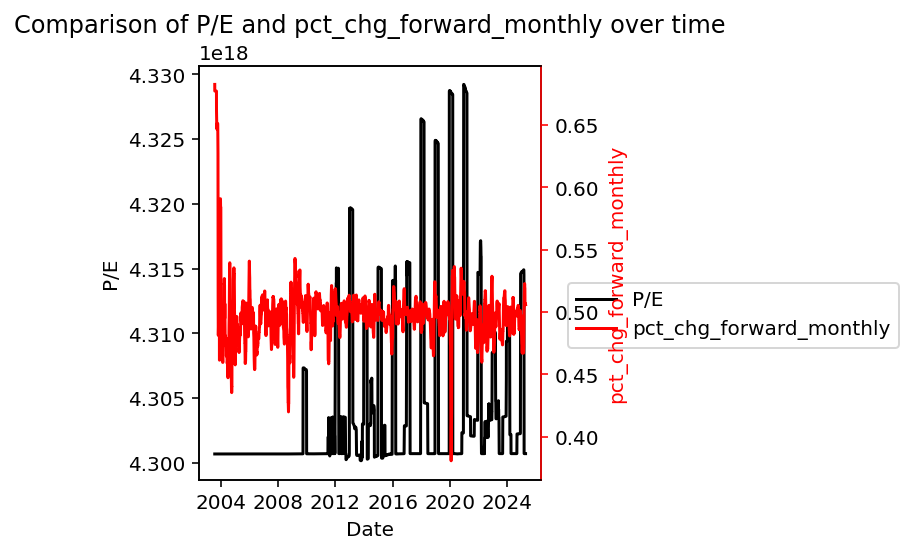 Comparison of P/E and pct_chg_forward_monthly over time
1e18
4.330
4.325
4.320
4.315
4.310
4.305
4.300
P/E
0.65
0.60
0.55
0.50
0.45
0.40
pct_chg_forward_monthly
P/E
pct_chg_forward_monthly
2004 2008 2012 2016 2020 2024
Date